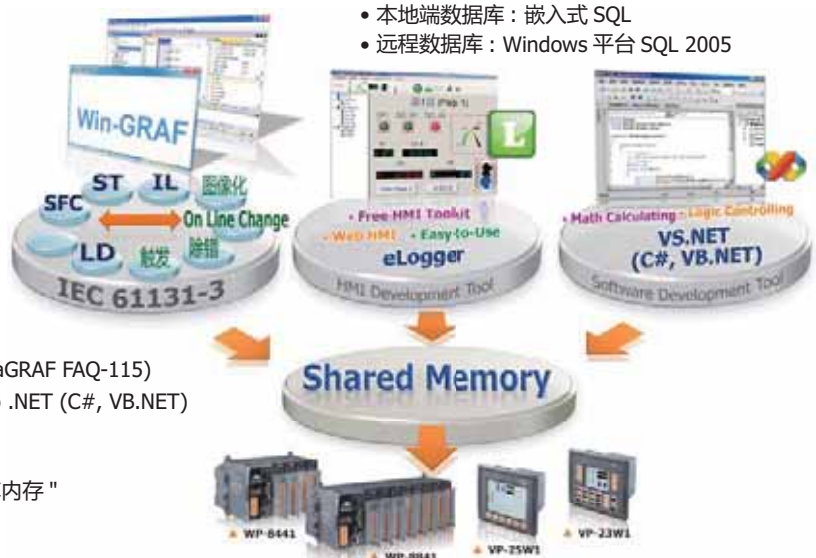 • 本地端数据库：嵌入式 SQL
• 远程数据库：Windows 平台 SQL 2005
Win-GRAF
SFC
ST
IL
图像化
On Line Change
LD
触发
除错
IEC 61131-3
L
• Free HMI Toolkit
• Web HMI • Easy-to-Use
eLogger
HMI Development Tool
• Math Calculating • Logic Controlling
VS.NET
(C#, VB.NET)
Software Development Tool
aGRAF FAQ-115)
.NET (C#, VB.NET)
内存 "
Shared Memory
WP-8441
WP-8841
VP-25W1
VP-23W1